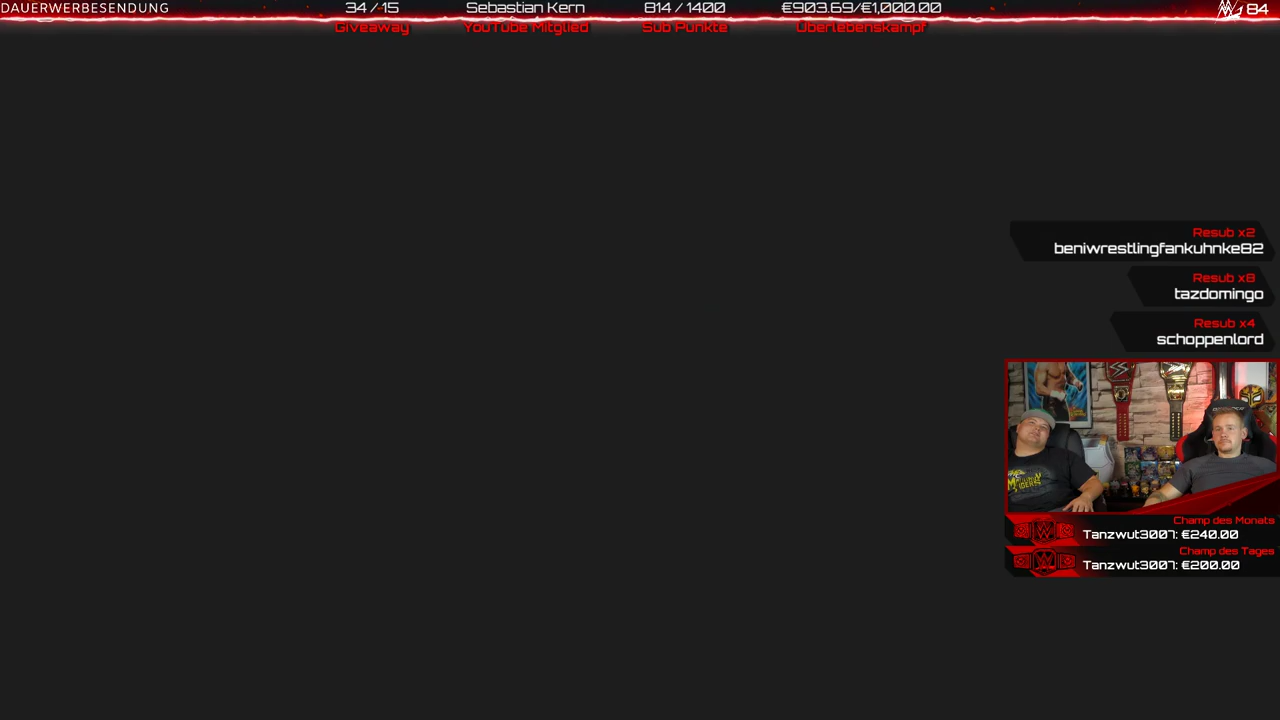 DAUERWERBESENDUNG
34 / 15
Giveaway
Sebastian Kern
YouTube Mitglied
814 / 1400
Sub Punkte
€903.69/€1,000.00
Überlebenskampf
84
Resub x2
beniwrestlingfankuhnke82
Resub x8
tazdomingo
Resub x4
schoppenlord
Champ des Monats
Tanzwut3007: €240.00
Champ des Tages
Tanzwut3007: €200.00